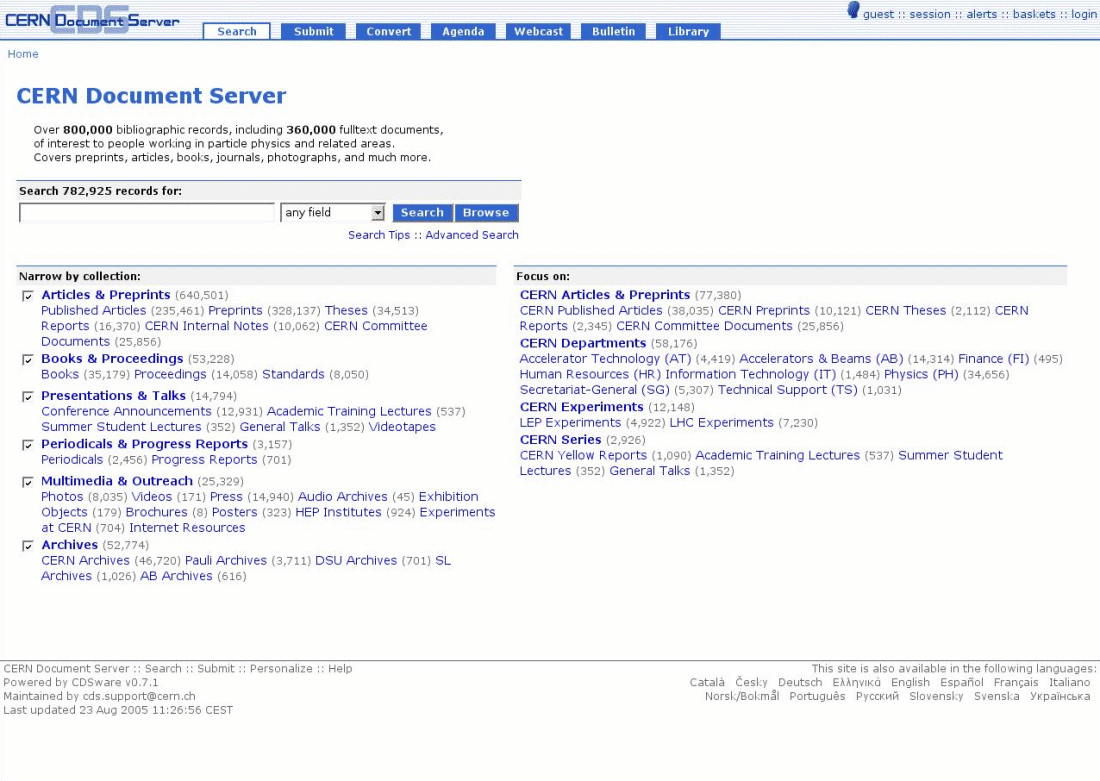 CERN Document Server
CDS
guest :: session :: alerts :: baskets :: login
Search Submit Convert Agenda Webcast Bulletin Library
Home
CERN Document Server
Over 800,000 bibliographic records, including 360,000 fulltext documents,
of interest to people working in particle physics and related areas.
Covers preprints, articles, books, journals, photographs, and much more.
Search 782,925 records for:
any field Search Browse
Search Tips :: Advanced Search
Narrow by collection:
Articles & Preprints (640,501)
Published Articles (235,461) Preprints (328,137) Theses (34,513)
Reports (16,370) CERN Internal Notes (10,062) CERN Committee
Documents (25,856)
Books & Proceedings (53,228)
Books (35,179) Proceedings (14,058) Standards (8,050)
Presentations & Talks (14,794)
Conference Announcements (12,931) Academic Training Lectures (537)
Summer Student Lectures (352) General Talks (1,352) Videotapes
Periodicals & Progress Reports (3,157)
Periodicals (2,456) Progress Reports (701)
Multimedia & Outreach (25,329)
Photos (8,035) Videos (171) Press (14,940) Audio Archives (45) Exhibition
Objects (179) Brochures (8) Posters (323) HEP Institutes (924) Experiments
at CERN (704) Internet Resources
Archives (52,774)
CERN Archives (46,720) Pauli Archives (3,711) DSU Archives (701) SL
Archives (1,026) AB Archives (616)
Focus on:
CERN Articles & Preprints (77,380)
CERN Published Articles (38,035) CERN Preprints (10,121) CERN Theses (2,112) CERN
Reports (2,345) CERN Committee Documents (25,856)
CERN Departments (58,176)
Accelerator Technology (AT) (4,419) Accelerators & Beams (AB) (14,314) Finance (FI) (495)
Human Resources (HR) Information Technology (IT) (1,484) Physics (PH) (34,656)
Secretariat-General (SG) (5,307) Technical Support (TS) (1,031)
CERN Experiments (12,148)
LEP Experiments (4,922) LHC Experiments (7,230)
CERN Series (2,926)
CERN Yellow Reports (1,090) Academic Training Lectures (537) Summer Student
Lectures (352) General Talks (1,352)
CERN Document Server :: Search :: Submit :: Personalize :: Help
Powered by CDSware v0.7.1
Maintained by cds.support@cern.ch
Last updated 23 Aug 2005 11:26:56 CEST
This site is also available in the following languages:
Català Česky Deutsch Ελληνικά English Español Français Italiano
Norsk/Bokmål Português Русский Slovensky Svenska Українська